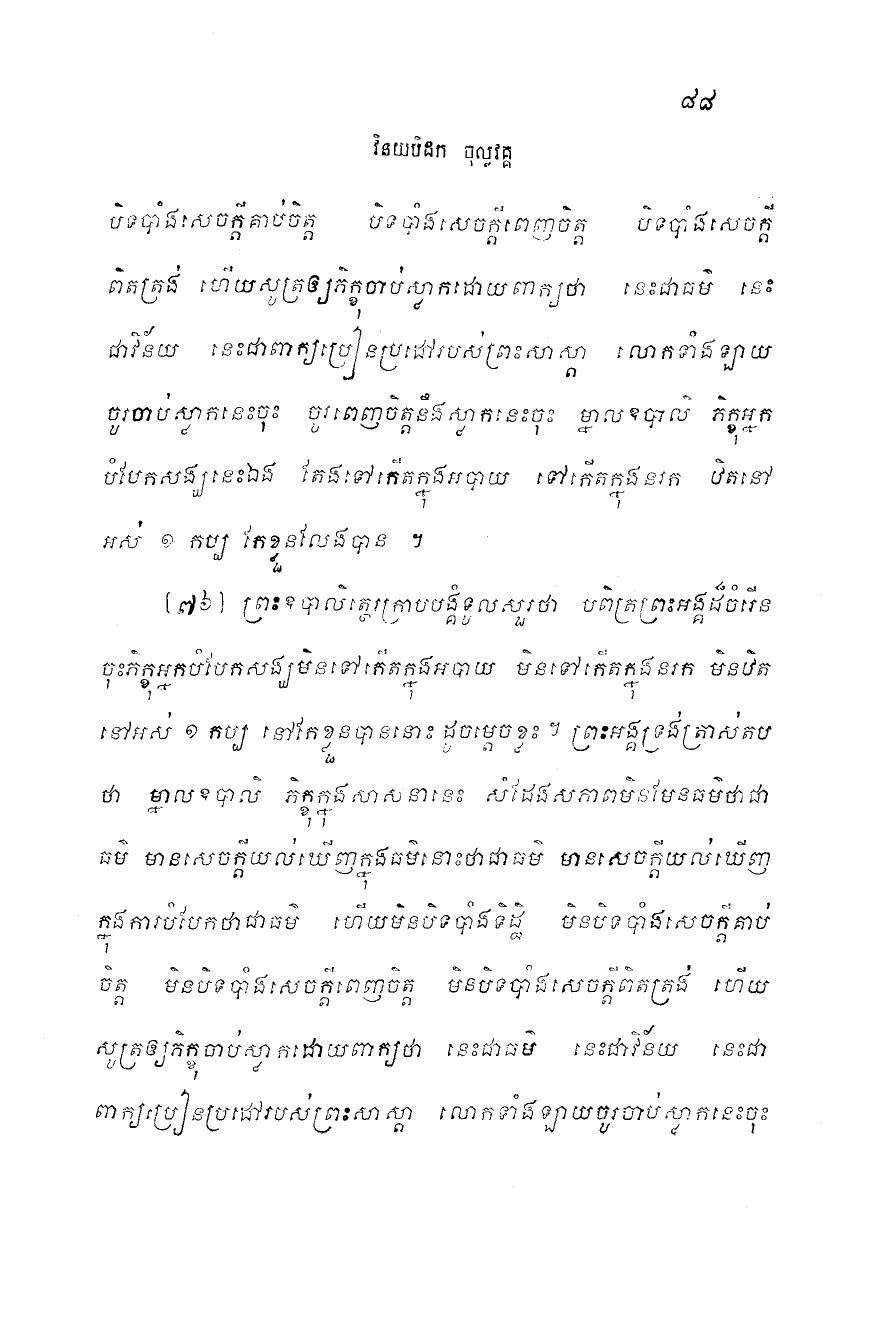 ៨៨
វិនយបិដក ចុល្លវគ្គ
បិទបាំងសេចក្ដីគាប់ចិត្ត បិទបាំងសេចក្ដីពេញចិត្ត បិទបាំងសេចក្ដី
ពិតត្រង់ ហើយសូត្រឲ្យភិក្ខុចាប់ស្លាកដោយពាក្យថា នេះជាធម៌ នេះ
ជាវិន័យ នេះជាពាក្យប្រៀនប្រដៅរបស់ព្រះសាស្ដា លោកទាំងឡាយ
ចូរចាប់ស្លាកនេះចុះ ចូរពេញចិត្តនឹងស្លាកនេះចុះ ម្នាលឧបាលិ ភិក្ខុអ្នក
បំបែកសង្ឃនេះឯង តែងទៅកើតក្នុងអបាយ ទៅកើតក្នុងនរក ឋិតនៅ
អស់ ១ កប្ប កែខ្លួនលែងបាន ។
(៧៦) ព្រះឧបាលិត្ថេរក្រាបបង្គំទូលសួរថា បពិត្រព្រះអង្គដ៏ចំរើន
ចុះភិក្ខុអ្នកបំបែកសង្ឃមិនទៅកើតក្នុងអបាយ មិនទៅកើតក្នុងនរក មិនឋិត
នៅអស់ ១ កប្ប នៅកែខ្លួនបាននោះ ដូចម្ដេចខ្លះ ។ ព្រះអង្គទ្រង់ត្រាស់តប
ថា ម្នាលឧបាលិ ភិក្ខុក្នុងសាសនានេះ សំដែងសភាពមិនមែនធម៌ថាជា
ធម៌ មានសេចក្ដីយល់ឃើញក្នុងធម៌នោះថាជាធម៌ មានសេចក្ដីយល់ឃើញ
ក្នុងការបំបែកថាជាធម៌ ហើយមិនបិទបាំងទិដ្ឋិ មិនបិទបាំងសេចក្ដីគាប់
ចិត្ត មិនបិទបាំងសេចក្ដីពេញចិត្ត មិនបិទបាំងសេចក្ដីពិតត្រង់ ហើយ
សូត្រឲ្យភិក្ខុចាប់ស្លាកដោយពាក្យថា នេះជាធម៌ នេះជាវិន័យ នេះជា
ពាក្យប្រៀនប្រដៅរបស់ព្រះសាស្ដា លោកទាំងឡាយចូរចាប់ស្លាកនេះចុះ